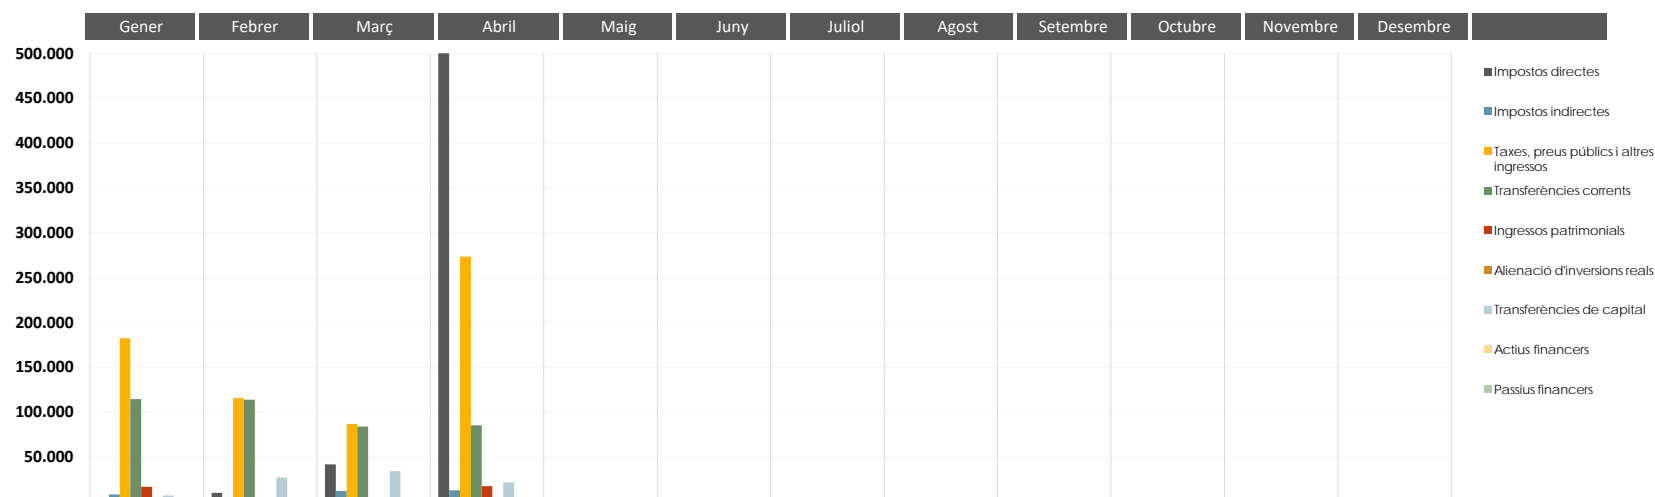 Gener Febrer Març Abril Maig Juny Juliol Agost Setembre Octubre Novembre Desembre
500.000
450.000
400.000
350.000
300.000
250.000
200.000
150.000
100.000
50.000
Impostos directes
Impostos indirectes
Taxes, preus públics i altres
ingressos
Transferències corrents
Ingressos patrimonials
Alienació d'inversions reals
Transferències de capital
Actius financers
Passius financers